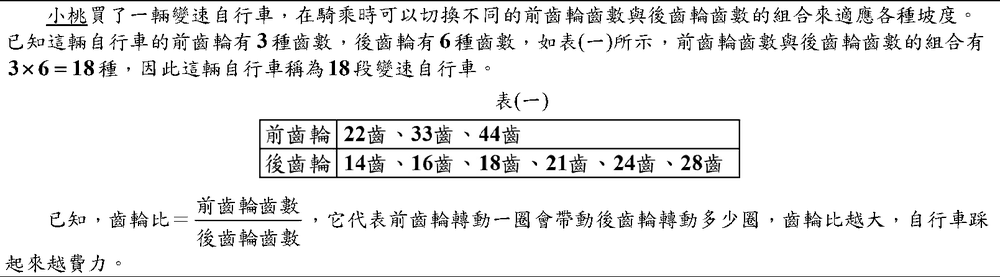 小桃買了一輛變速自行車，在騎乘時可以切換不同的前齒輪齒數與後齒輪齒數的組合來適應各種坡度。
已知這輛自行車的前齒輪有3種齒數，後齒輪有6種齒數，如表(一)所示，前齒輪齒數與後齒輪齒數的組合有
3×6=18種，因此這輛自行車稱為18段變速自行車。
表(一)
前齒輪 22齒、33齒、44齒
後齒輪 14齒、16齒、18齒、21齒、24齒、28齒
已知，齒輪比=前齒輪齒數/後齒輪齒數，它代表前齒輪轉動一圈會帶動後齒輪轉動多少圈，齒輪比越大，自行車踩
起來越費力。